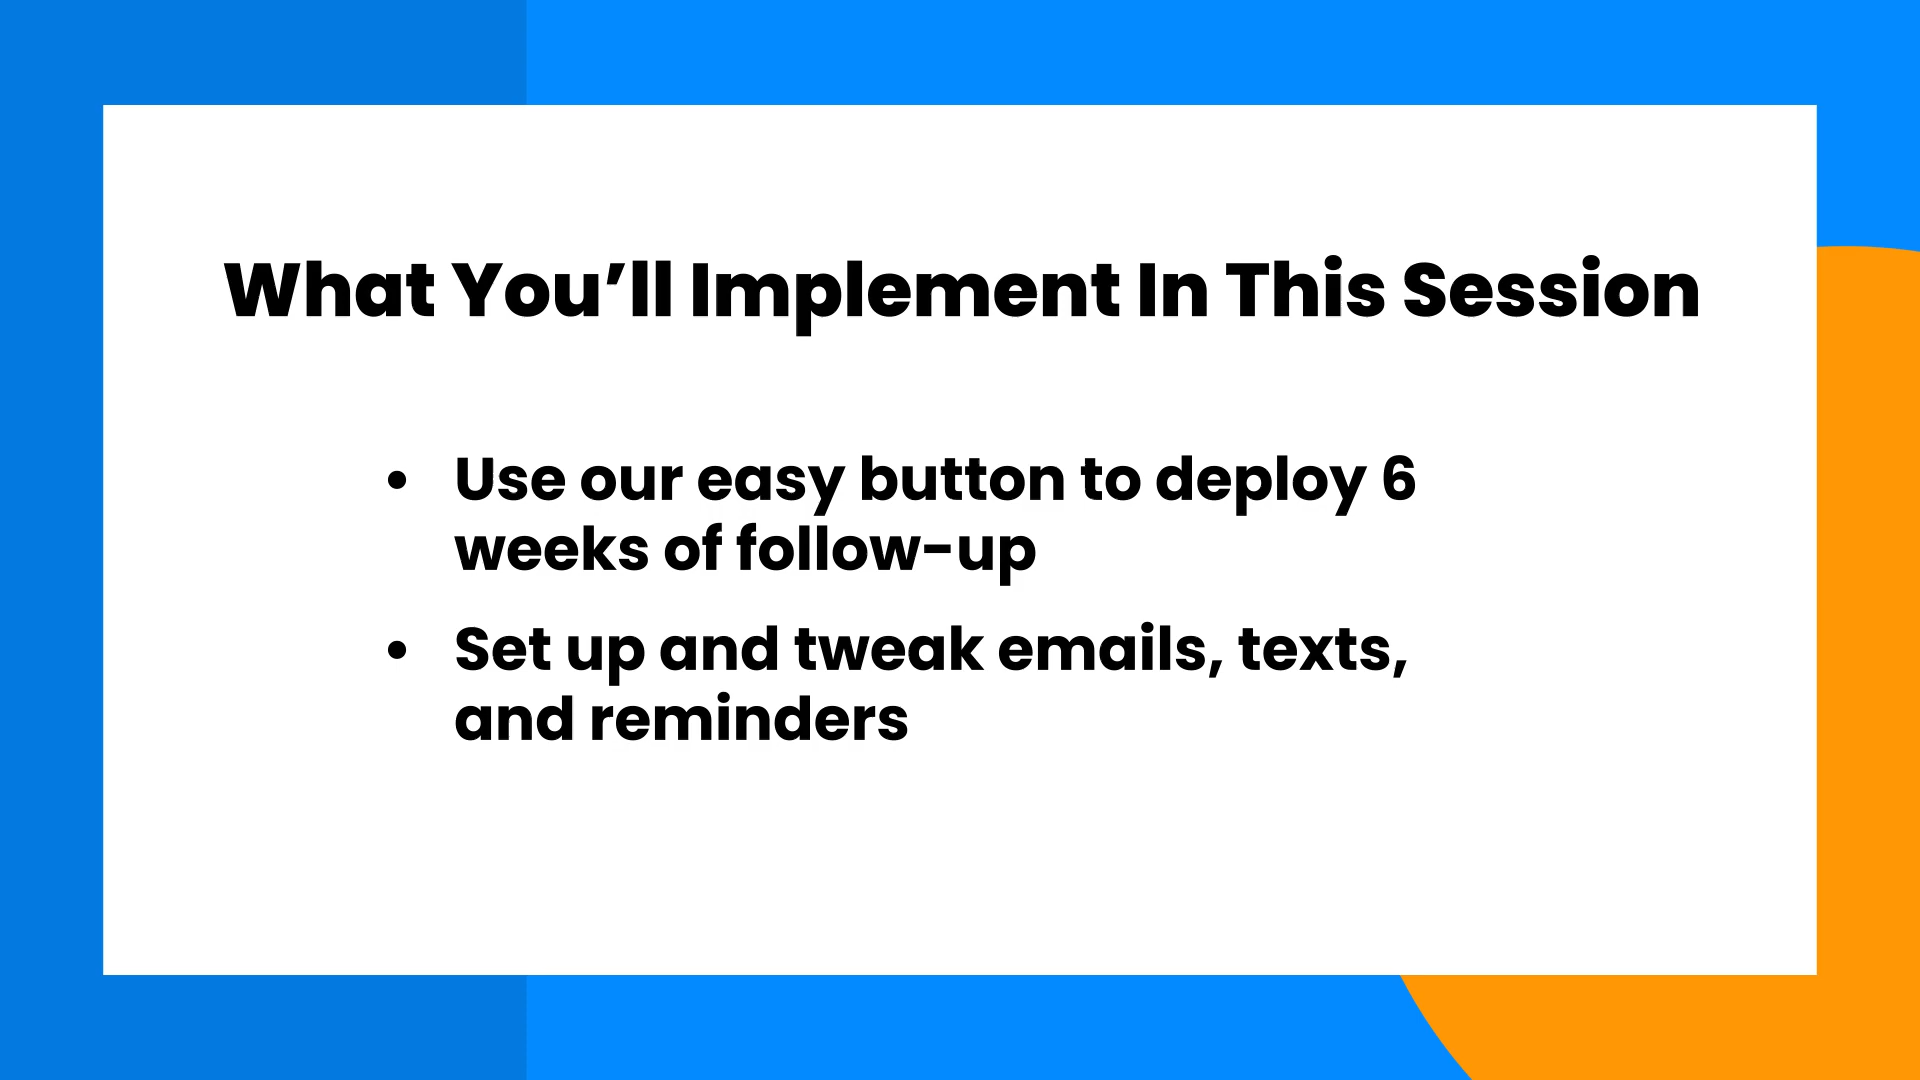 What You’ll Implement In This Session
• Use our easy button to deploy 6
weeks of follow-up
• Set up and tweak emails, texts,
and reminders